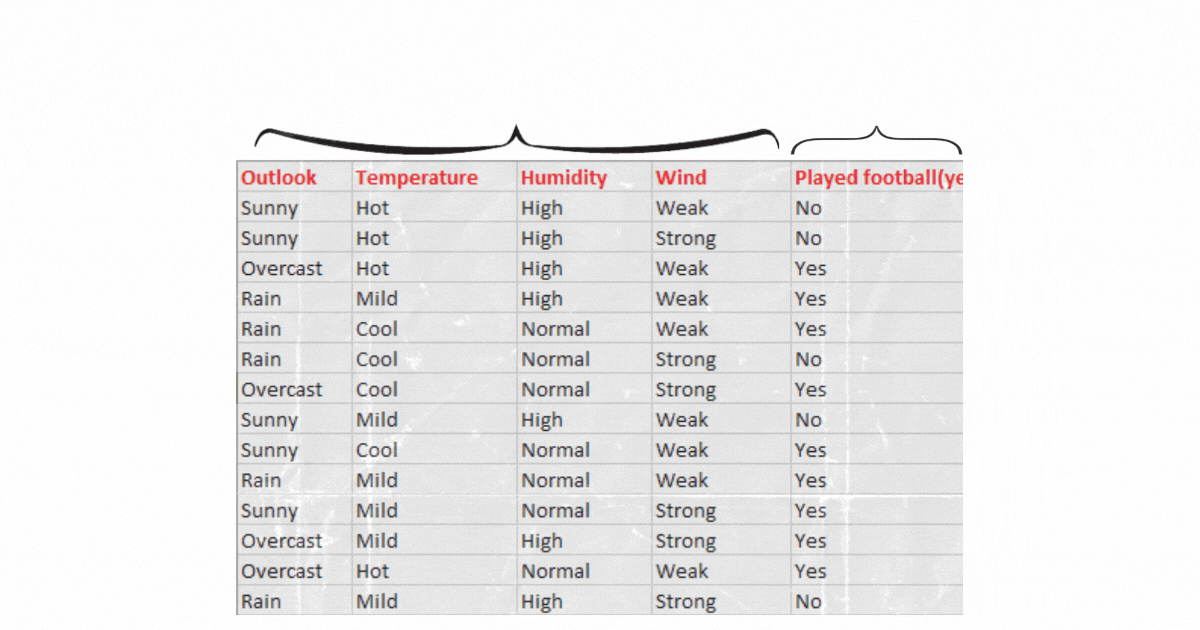 Outlook Temperature Humidity Wind Played football(ye
Sunny Hot High Weak No
Sunny Hot High Strong No
Overcast Hot High Weak Yes
Rain Mild High Weak Yes
Rain Cool Normal Weak Yes
Rain Cool Normal Strong No
Overcast Cool Normal Strong Yes
Sunny Mild High Weak No
Sunny Cool Normal Weak Yes
Rain Mild Normal Weak Yes
Sunny Mild Normal Strong Yes
Overcast Mild High Strong Yes
Overcast Hot Normal Weak Yes
Rain Mild High Strong No